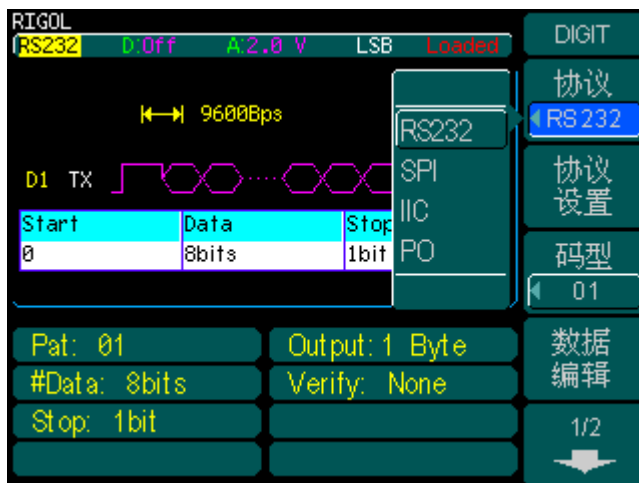 RIGOL
RS232 D:Off A:2.0 V LSB Loaded
DIGIT
协议
RS232
9600Bps
RS232
SPI
IIC
PO
协议
设置
D1 TX
Start Data Stop
0 8bits 1bit
码型
01
Pat: 01 Output: 1 Byte
#Data: 8bits Verify: None
Stop: 1bit
数据
编辑
1/2